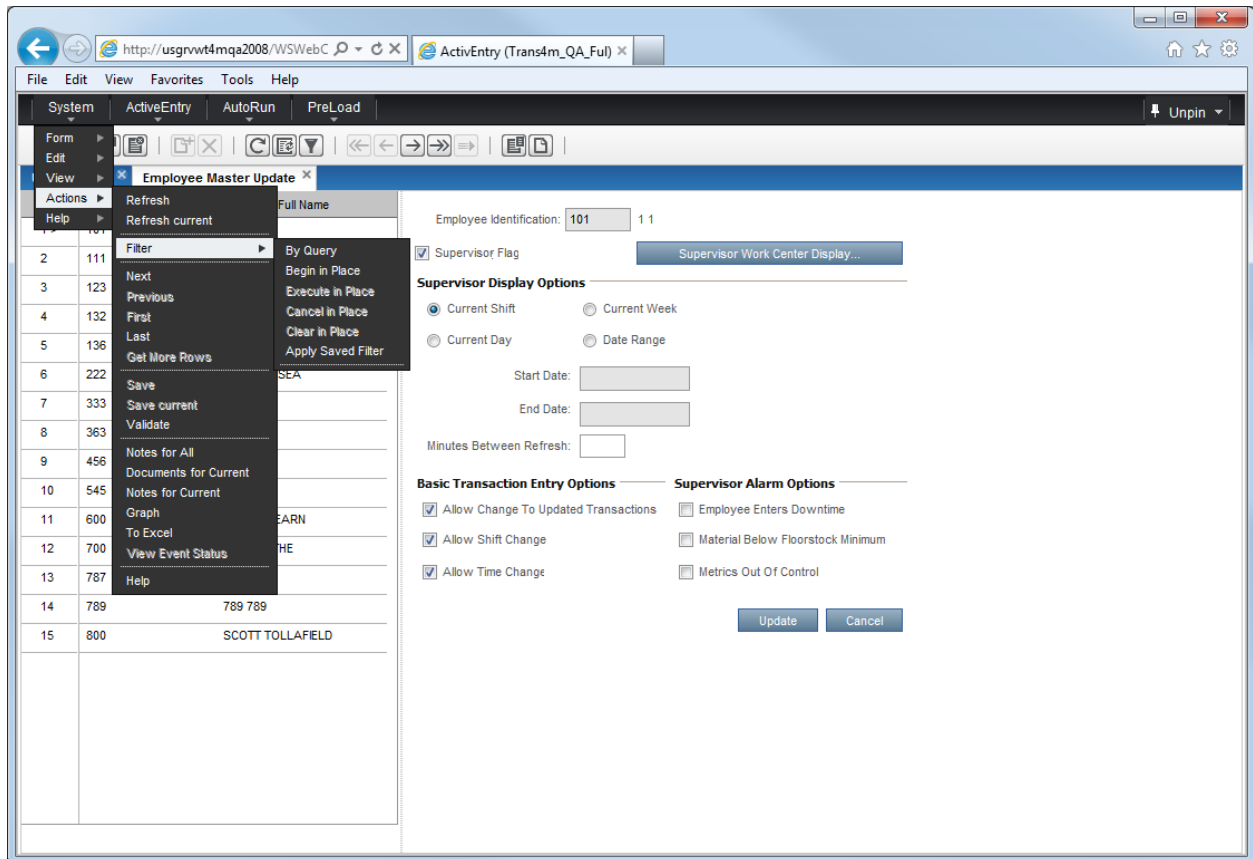 http://usgrvwt4mqa2008/WSWebC
ActivEntry (Trans4m_QA_Ful)
File Edit View Favorites Tools Help
System ActiveEntry AutoRun PreLoad Unpin
Form
Edit
View
Actions
Help
Employee Master Update
Full Name
Refresh
Refresh current
Filter
Next
Previous
First
Last
Get More Rows
Save
Save current
Validate
Notes for All
Documents for Current
Notes for Current
Graph
To Excel
View Event Status
Help
By Query
Begin in Place
Execute in Place
Cancel in Place
Clear in Place
Apply Saved Filter
2 111
3 123
4 132
5 136
6 222 SEA
7 333
8 363
9 456
10 545
11 600 EARN
12 700 THE
13 787
14 789 789 789
15 800 SCOTT TOLLAFIELD
Employee Identification: 101 1 1
Supervisor Flag Supervisor Work Center Display...
Supervisor Display Options
Current Shift Current Week
Current Day Date Range
Start Date:
End Date:
Minutes Between Refresh:
Basic Transaction Entry Options Supervisor Alarm Options
Allow Change To Updated Transactions Employee Enters Downtime
Allow Shift Change Material Below Floorstock Minimum
Allow Time Change Metrics Out Of Control
Update Cancel